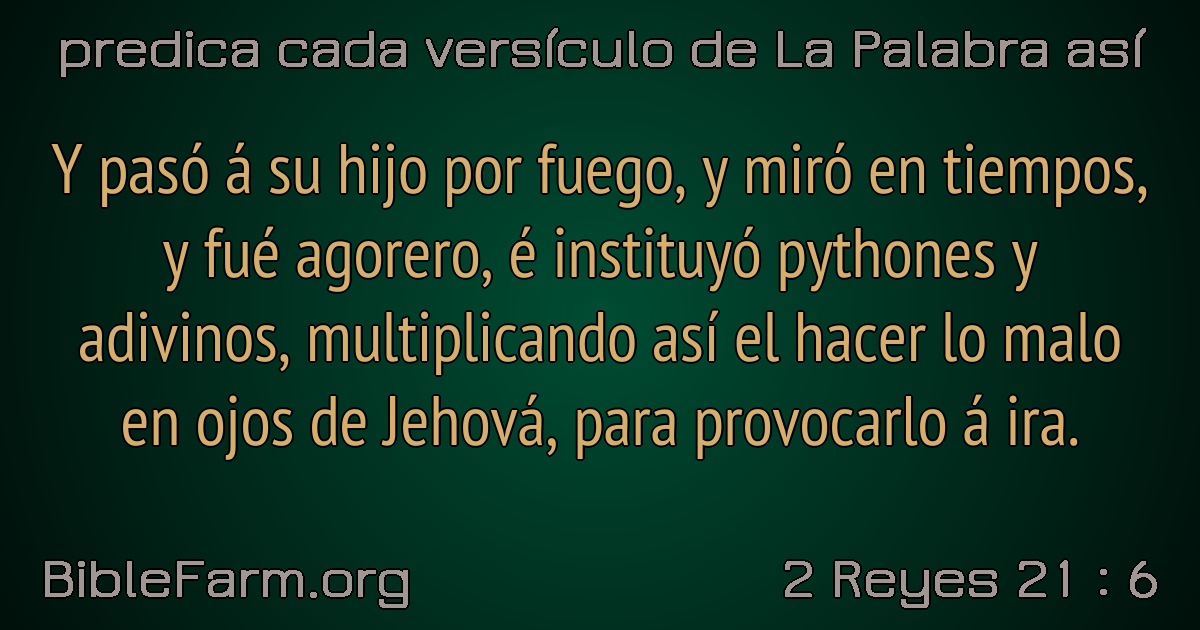 predica cada versículo de La Palabra así
Y pasó á su hijo por fuego, y miró en tiempos,
y fué agorero, é instituyó pythones y
adivinos, multiplicando así el hacer lo malo
en ojos de Jehová, para provocarlo á ira.
BibleFarm.org
2 Reyes 21 : 6